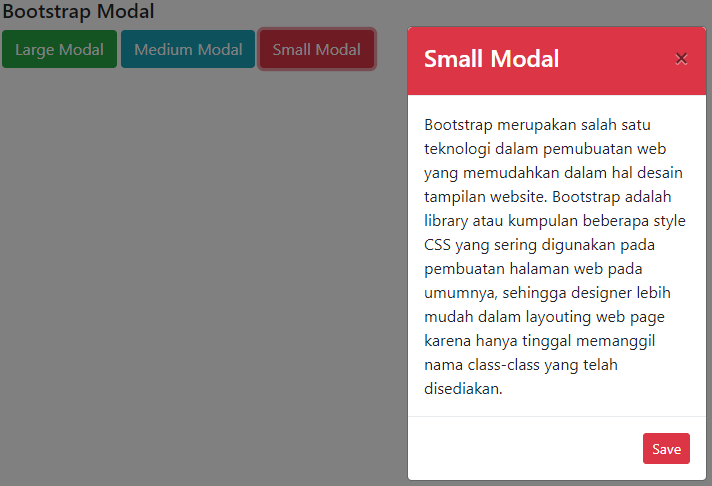 Bootstrap Modal
Large Modal Medium Modal Small Modal
Small Modal ×
Bootstrap merupakan salah satu
teknologi dalam pemubuatan web
yang memudahkan dalam hal desain
tampilan website. Bootstrap adalah
library atau kumpulan beberapa style
CSS yang sering digunakan pada
pembuatan halaman web pada
umumnya, sehingga designer lebih
mudah dalam layouting web page
karena hanya tinggal memanggil
nama class-class yang telah
disediakan.
Save